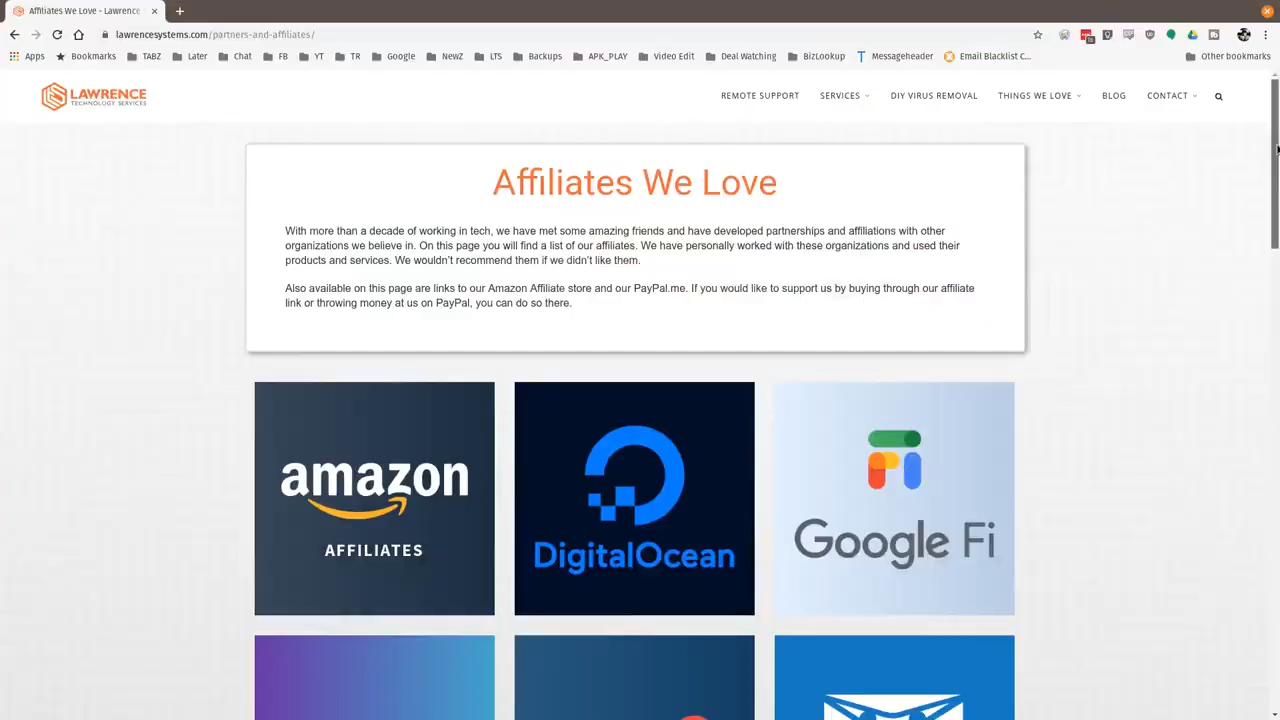 Affiliates We Love - Lawrence
lawrencesystems.com/partners-and-affiliates/
Apps Bookmarks TABZ Later Chat FB YT TR Google NewZ LTS Backups APK_PLAY Video Edit Deal Watching BizLookup Messageheader Email Blacklist C... Other bookmarks
LAWRENCE
TECHNOLOGY SERVICES
REMOTE SUPPORT SERVICES DIY VIRUS REMOVAL THINGS WE LOVE BLOG CONTACT
Affiliates We Love
With more than a decade of working in tech, we have met some amazing friends and have developed partnerships and affiliations with other
organizations we believe in. On this page you will find a list of our affiliates. We have personally worked with these organizations and used their
products and services. We wouldn't recommend them if we didn't like them.
Also available on this page are links to our Amazon Affiliate store and our PayPal.me. If you would like to support us by buying through our affiliate
link or throwing money at us on PayPal, you can do so there.
amazon
AFFILIATES
DigitalOcean
Google Fi